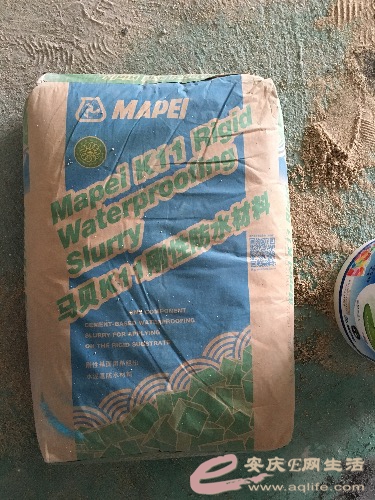 MAPEI
Mapei K11 Rigid
Waterproofing
Slurry
马贝K11刚性防水材料
COMPONENT
CEMENT-BASED WATERPROOFING
SLURRY FOR APPLYING
ON THE RIGID SUBSTRATE
安庆E网生活
www.aqlife.com